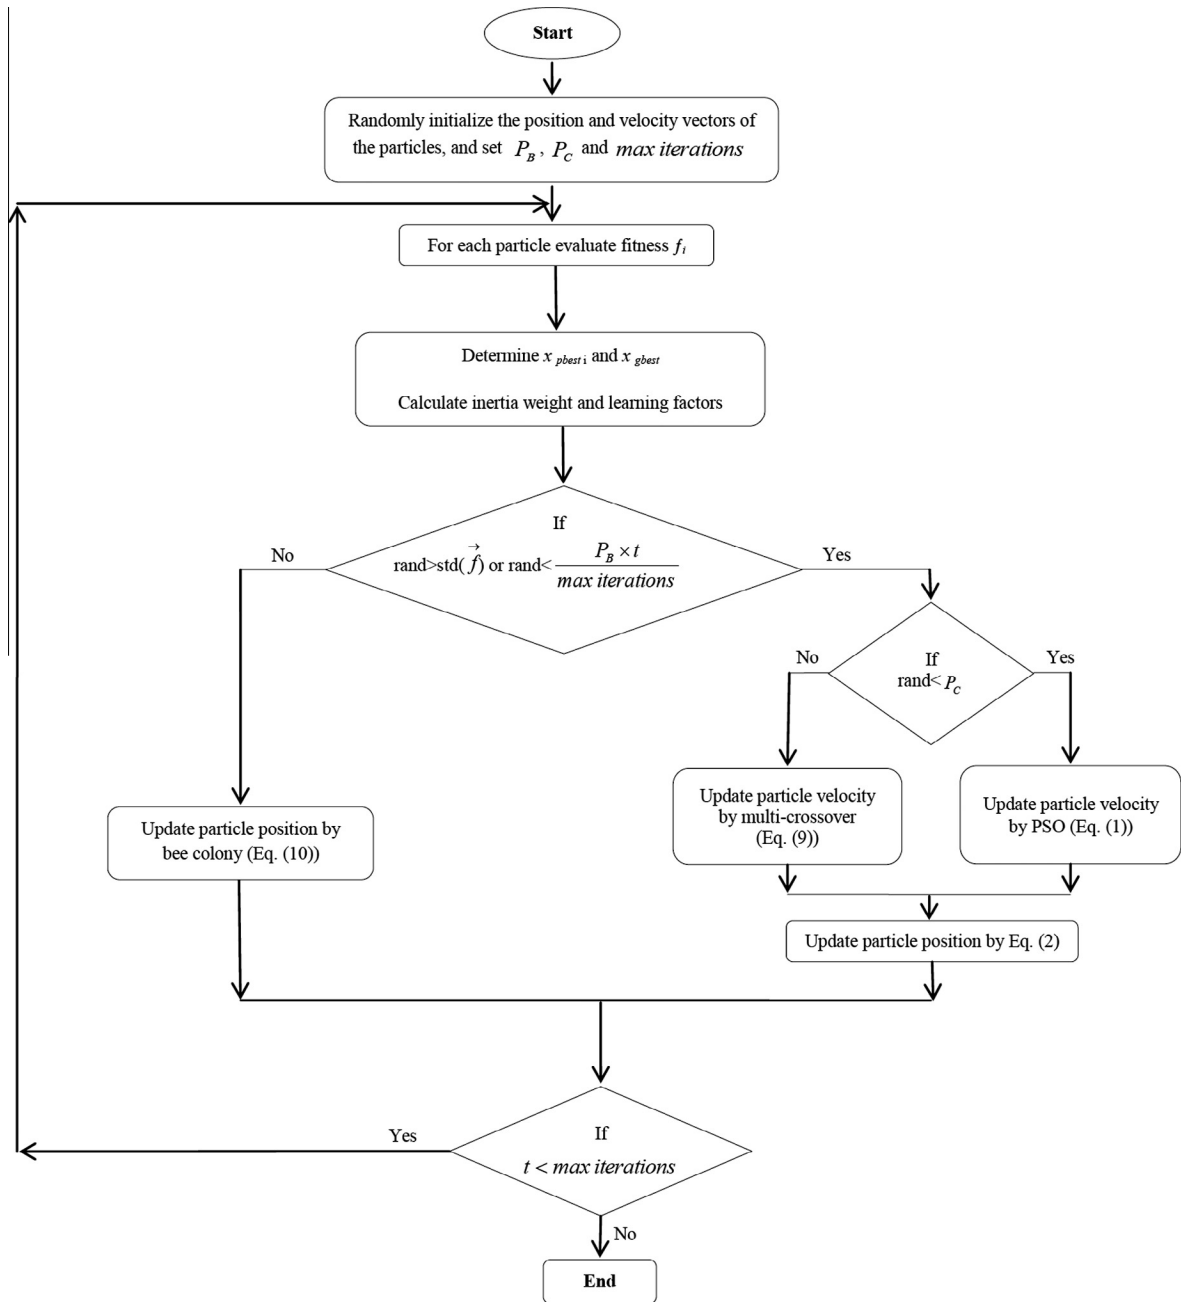 Start
Randomly initialize the position and velocity vectors of
the particles, and set P_B , P_C and max iterations
For each particle evaluate fitness f_i
Determine x pbest i and x gbest
Calculate inertia weight and learning factors
If
No
rand>std(f⃗) or rand< P_B × t / max iterations
Yes
No
If
Yes
rand< P_C
Update particle velocity
by multi-crossover
(Eq. (9))
Update particle velocity
by PSO (Eq. (1))
Update particle position by
bee colony (Eq. (10))
Update particle position by Eq. (2)
Yes
If
t < max iterations
No
End